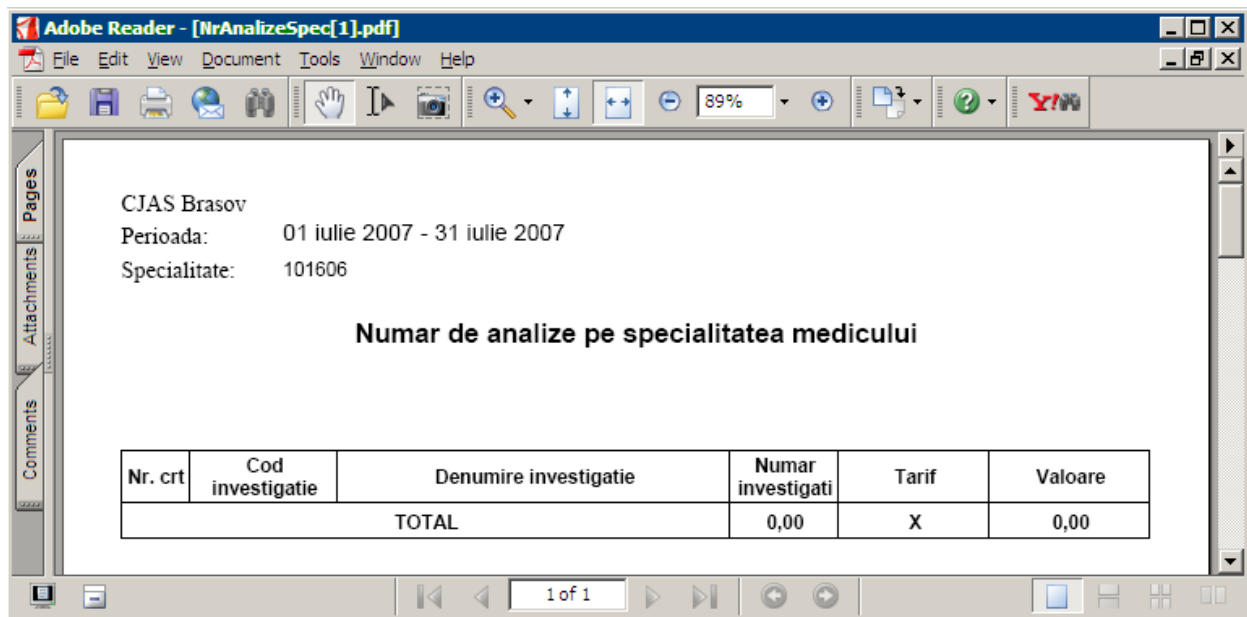 Adobe Reader - [NrAnalizeSpec[1].pdf]
File Edit View Document Tools Window Help
89%
Y!
Pages
Attachments
Comments
CJAS Brasov
Perioada: 01 iulie 2007 - 31 iulie 2007
Specialitate: 101606
Numar de analize pe specialitatea medicului
Nr. crt Cod investigatie Denumire investigatie Numar investigati Tarif Valoare
TOTAL 0,00 X 0,00
1 of 1